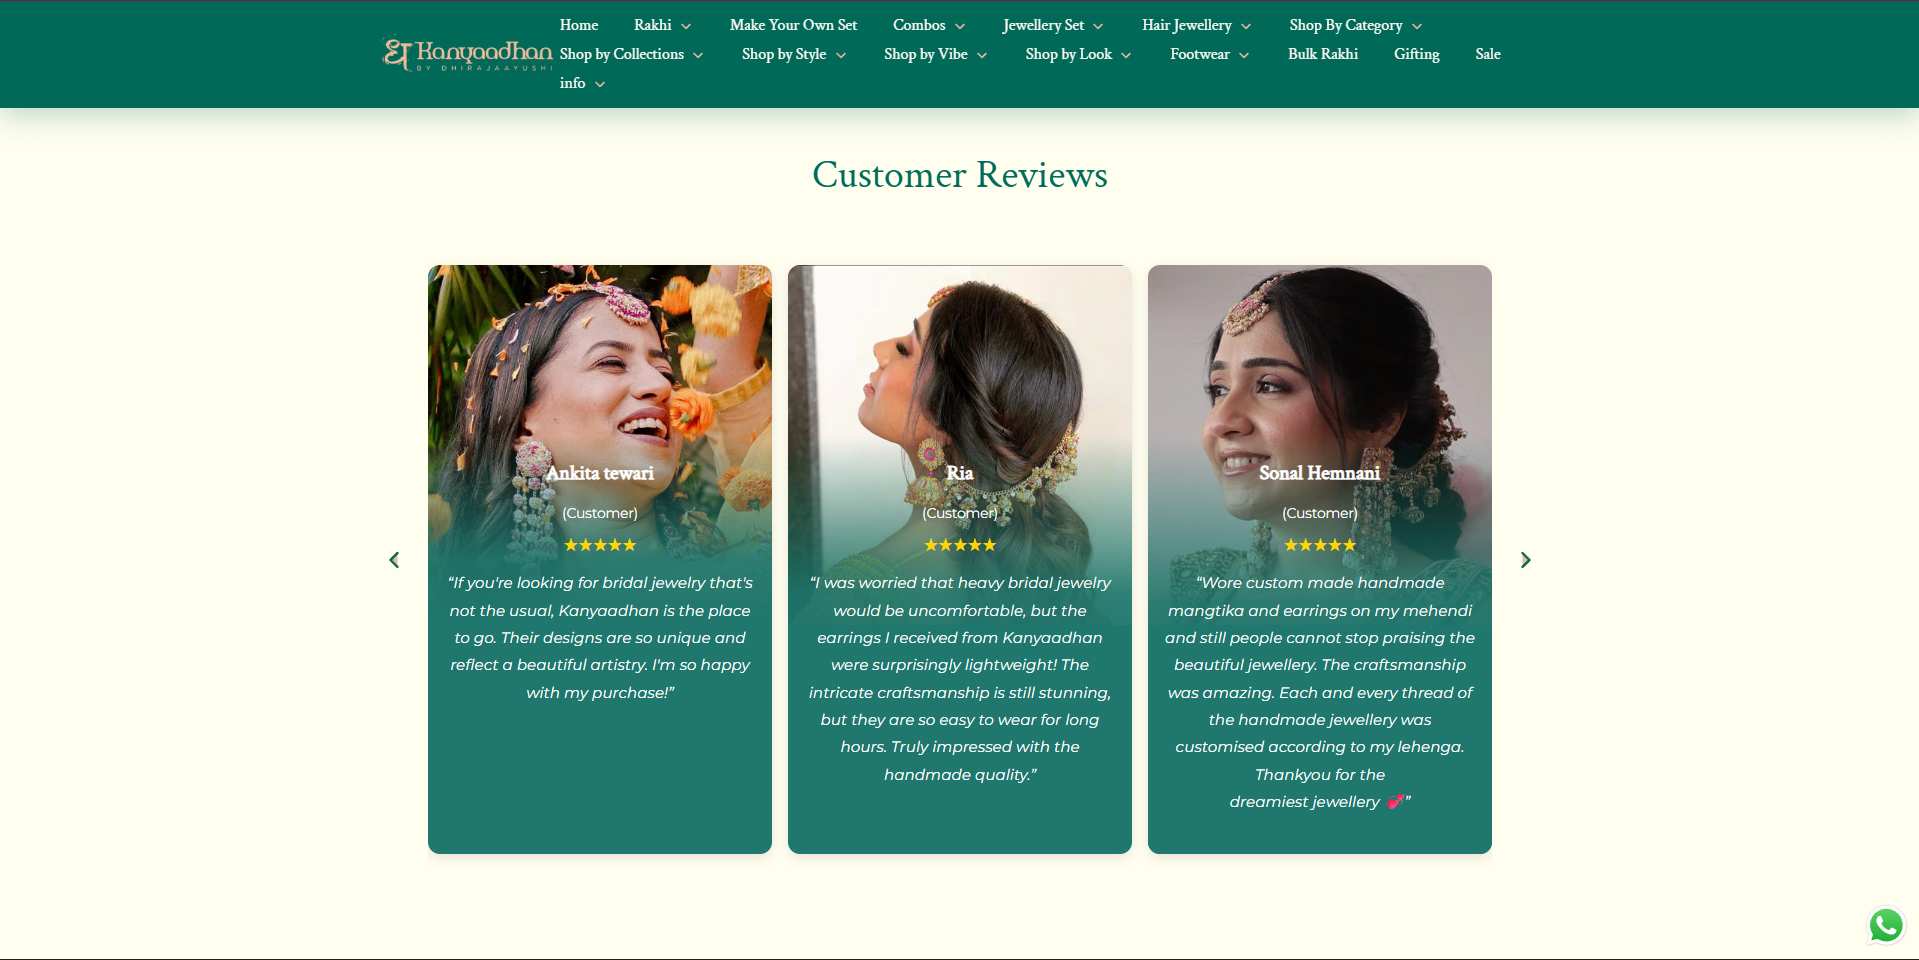 Home Rakhi Make Your Own Set Combos Jewellery Set Hair Jewellery Shop By Category
श्री Kanyaadhan
BY DHIRAJAAYUSHI
Shop by Collections Shop by Style Shop by Vibe Shop by Look Footwear Bulk Rakhi Gifting Sale
info
Customer Reviews
Ankita tewari
(Customer)
★★★★★
“If you're looking for bridal jewelry that's
not the usual, Kanyaadhan is the place
to go. Their designs are so unique and
reflect a beautiful artistry. I'm so happy
with my purchase!”
Ria
(Customer)
★★★★★
“I was worried that heavy bridal jewelry
would be uncomfortable, but the
earrings I received from Kanyaadhan
were surprisingly lightweight! The
intricate craftsmanship is still stunning,
but they are so easy to wear for long
hours. Truly impressed with the
handmade quality.”
Sonal Hemnani
(Customer)
★★★★★
“Wore custom made handmade
mangtika and earrings on my mehendi
and still people cannot stop praising the
beautiful jewellery. The craftsmanship
was amazing. Each and every thread of
the handmade jewellery was
customised according to my lehenga.
Thankyou for the
dreamiest jewellery 💞”